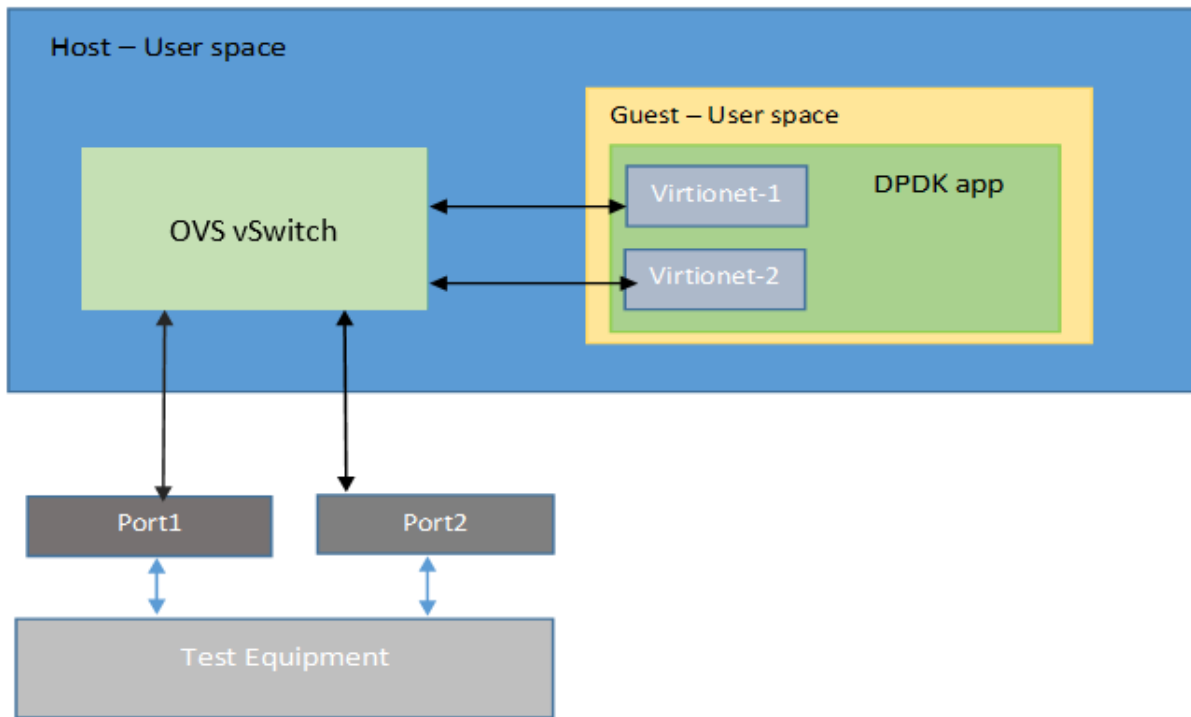 Host – User space
Guest – User space
DPDK app
Virtionet-1
OVS vSwitch
Virtionet-2
Port1
Port2
Test Equipment